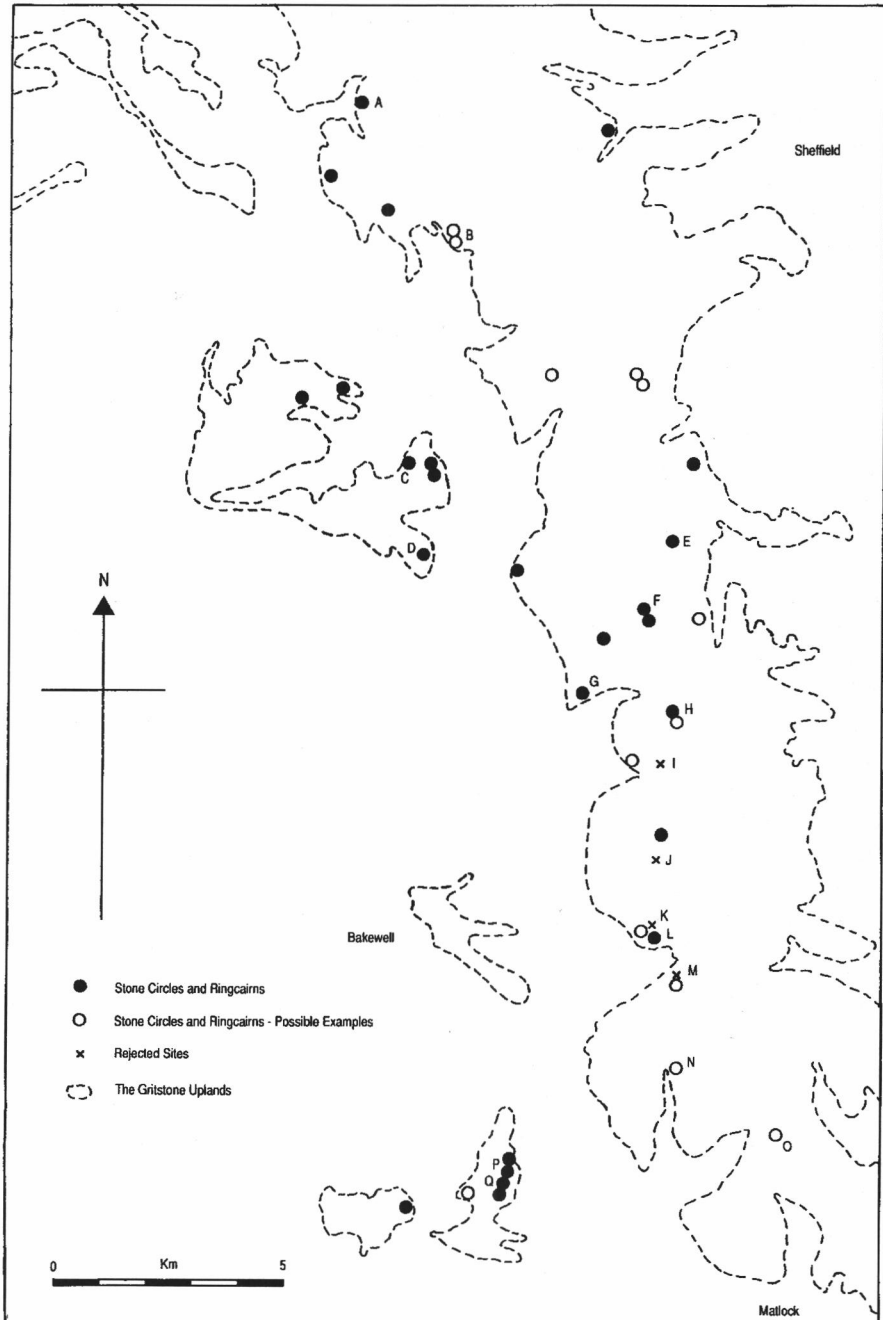 A
Sheffield
B
C
D
E
N
F
G
H
I
J
K
Bakewell
L
M
Stone Circles and Ringcairns
Stone Circles and Ringcairns - Possible Examples
Rejected Sites
N
The Gritstone Uplands
O
P
Q
0 Km 5
Matlock